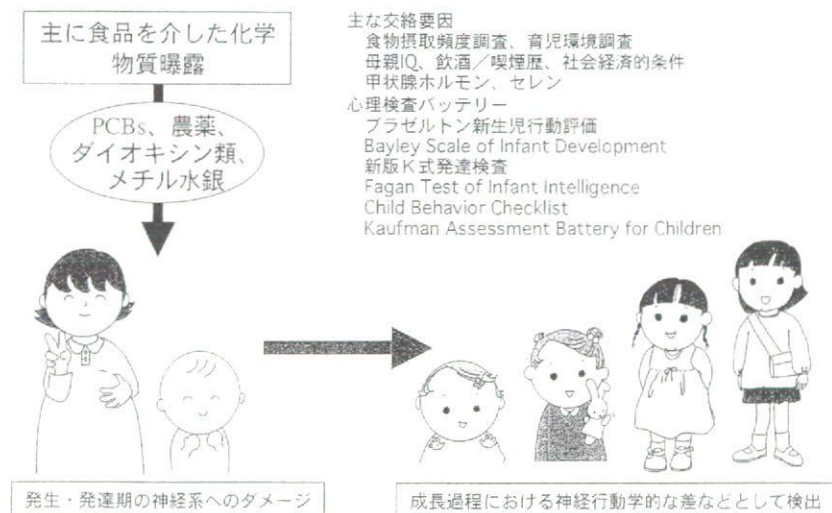 主に食品を介した化学
物質曝露
PCBs、農薬、
ダイオキシン類、
メチル水銀
主な交絡要因
食物摂取頻度調査、育児環境調査
母親IQ、飲酒／喫煙歴、社会経済的条件
甲状腺ホルモン、セレン
心理検査バッテリー
ブラゼルトン新生児行動評価
Bayley Scale of Infant Development
新版K式発達検査
Fagan Test of Infant Intelligence
Child Behavior Checklist
Kaufman Assessment Battery for Children
発生・発達期の神経系へのダメージ
成長過程における神経行動学的な差などとして検出